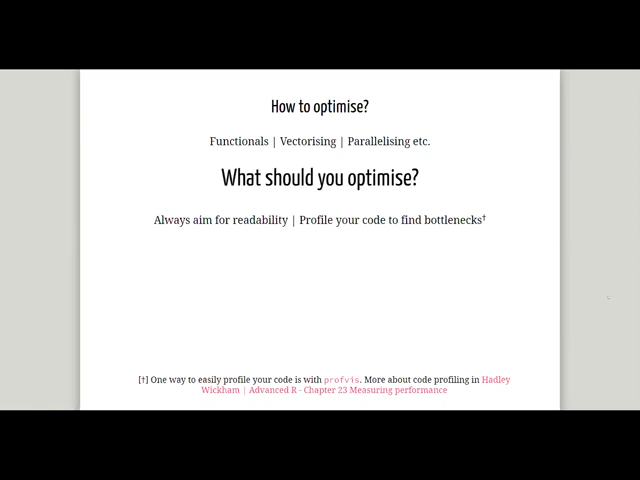 How to optimise?
Functionals | Vectorising | Parallelising etc.
What should you optimise?
Always aim for readability | Profile your code to find bottlenecks†
[†] One way to easily profile your code is with profvis. More about code profiling in Hadley
Wickham | Advanced R - Chapter 23 Measuring performance